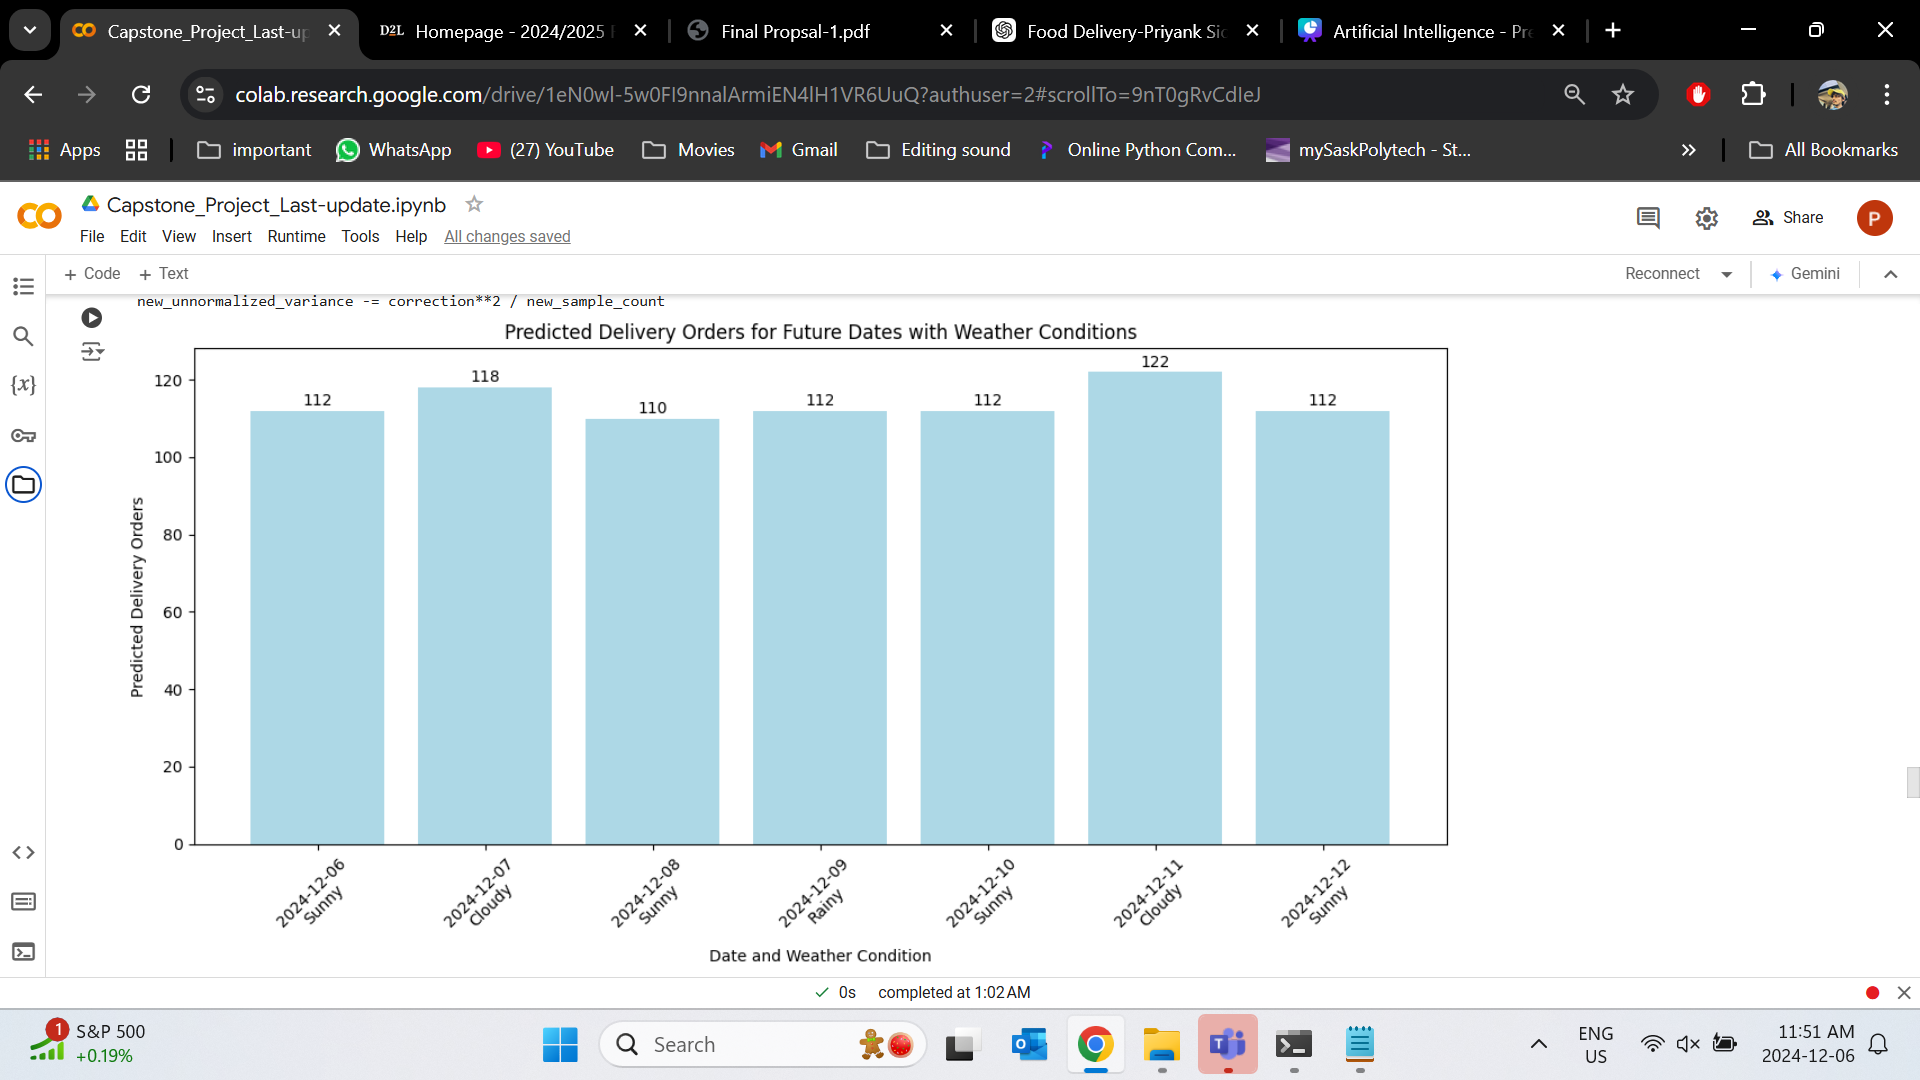 Capstone_Project_Last-up
D2L Homepage - 2024/2025
Final Propsal-1.pdf
Food Delivery-Priyank Si
Artificial Intelligence - Pre
colab.research.google.com/drive/
Apps
important
WhatsApp
(27) YouTube
Movies
Gmail
Editing sound
Online Python Com...
mySaskPolytech - St...
All Bookmarks
Capstone_Project_Last-update.ipynb
File Edit View Insert Runtime Tools Help All changes saved
Share
P
+ Code + Text
Reconnect
Gemini
new_unnormalized_variance -= correction**2 / new_sample_count
Predicted Delivery Orders for Future Dates with Weather Conditions
{x}
Predicted Delivery Orders
120
100
80
60
40
20
0
112
118
110
112
112
122
112
2024-12-06
Sunny
2024-12-07
Cloudy
2024-12-08
Sunny
2024-12-09
Rainy
2024-12-10
Sunny
2024-12-11
Cloudy
2024-12-12
Sunny
Date and Weather Condition
0s completed at 1:02 AM
1
S&P 500
+0.19%
Search
ENG
US
11:51 AM
2024-12-06